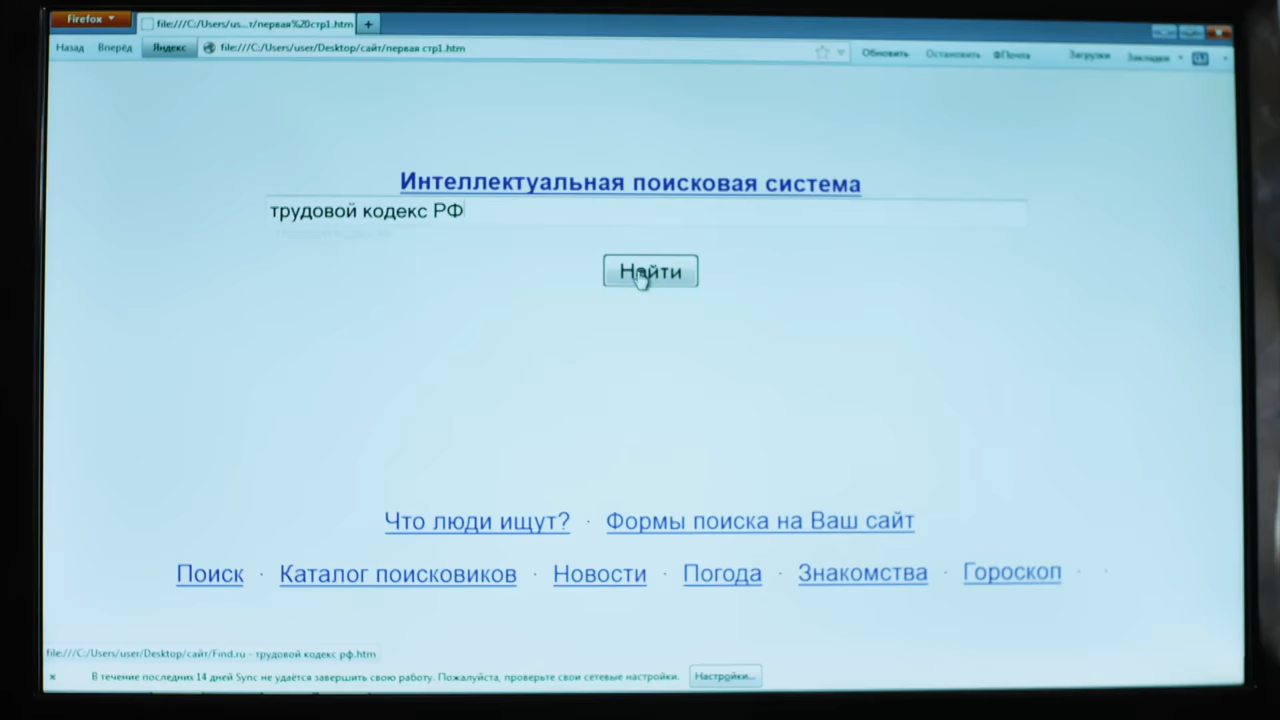 Firefox
file:///C:/Users/us...т/первая%20стр1.htm
+
Назад Вперёд Яндекс file:///C:/Users/user/Desktop/сайт/первая стр1.htm Обновить Остановить Почта Загрузки Закладки
Интеллектуальная поисковая система
трудовой кодекс РФ
Найти
Что люди ищут? · Формы поиска на Ваш сайт
Поиск · Каталог поисковиков · Новости · Погода · Знакомства · Гороскоп · ·
file:///C:/Users/user/Desktop/сайт/Find.ru - трудовой кодекс рф.htm
x В течение последних 14 дней Sync не удаётся завершить свою работу. Пожалуйста, проверьте свои сетевые настройки. Настройки...